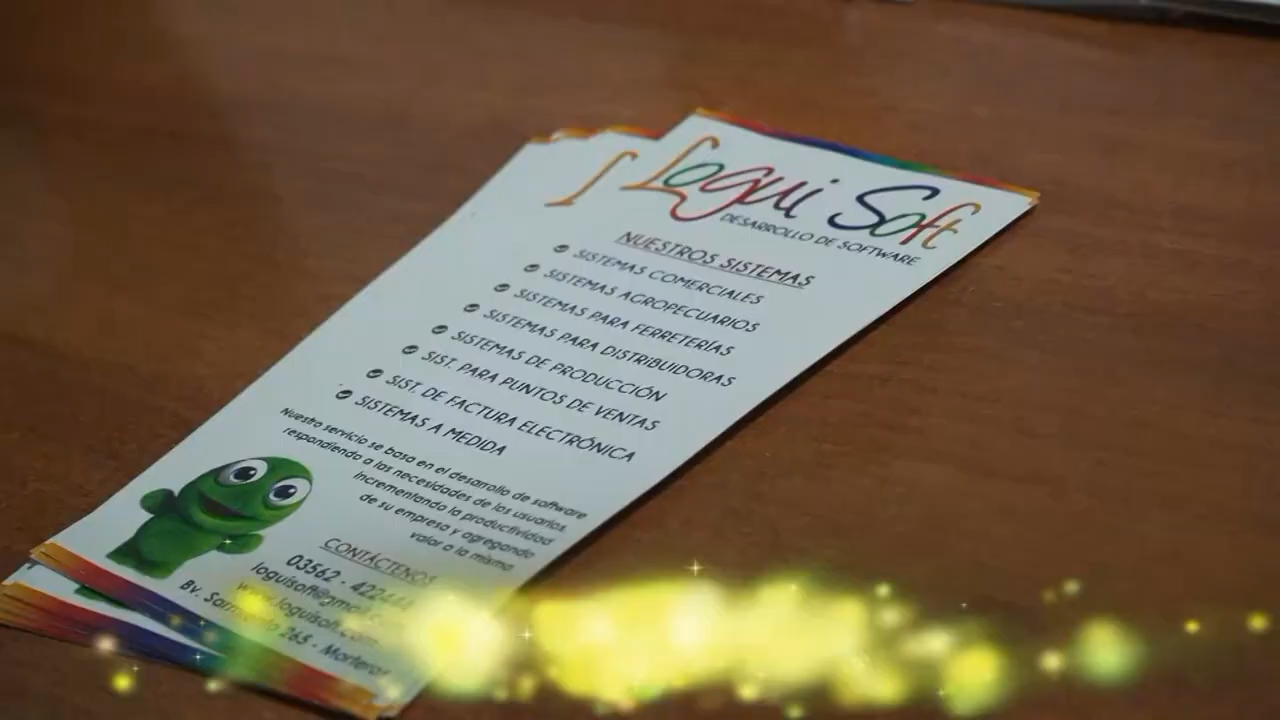 Logui Soft
DESARROLLO DE SOFTWARE
NUESTROS SISTEMAS
SISTEMAS COMERCIALES
SISTEMAS AGROPECUARIOS
SISTEMAS PARA FERRETERÍAS
SISTEMAS PARA DISTRIBUIDORAS
SISTEMAS DE PRODUCCIÓN
SIST. PARA PUNTOS DE VENTAS
SIST. DE FACTURA ELECTRÓNICA
SISTEMAS A MEDIDA
Nuestro servicio se basa en el desarrollo de software
respondiendo a las necesidades de los usuarios,
incrementando la productividad
de su empresa y agregando
valor a la misma
CONTÁCTENOS
03562 -
Bv. 265 - Morteros